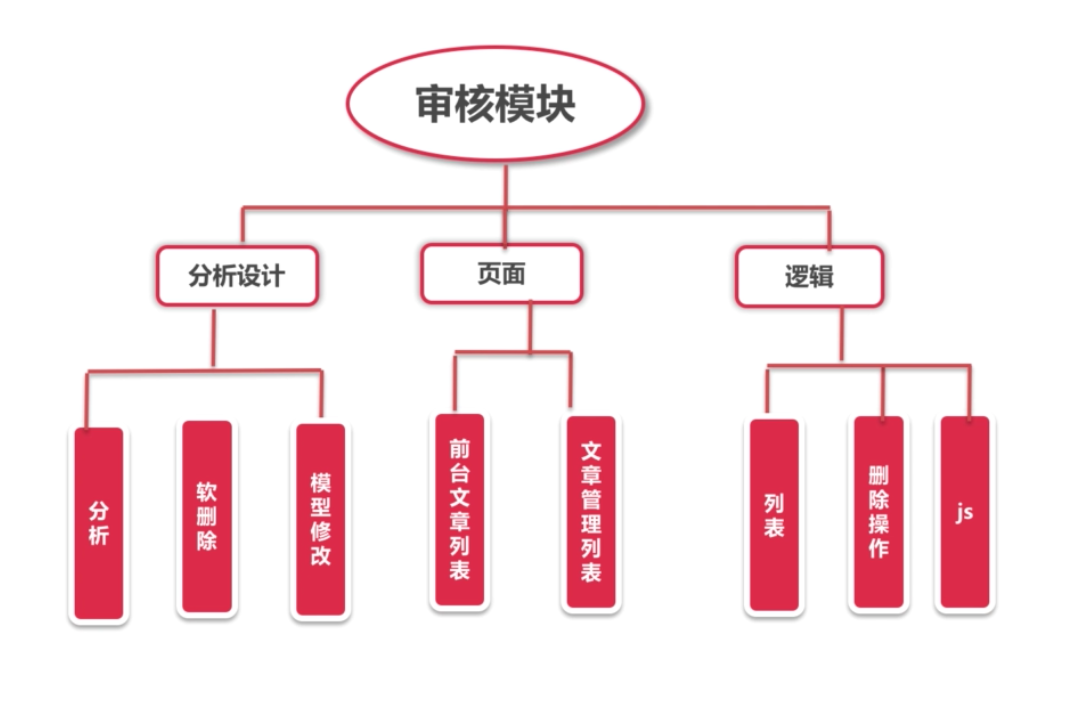 审核模块
分析设计
页面
逻辑
分析
软删除
模型修改
前台文章列表
文章管理列表
列表
删除操作
js